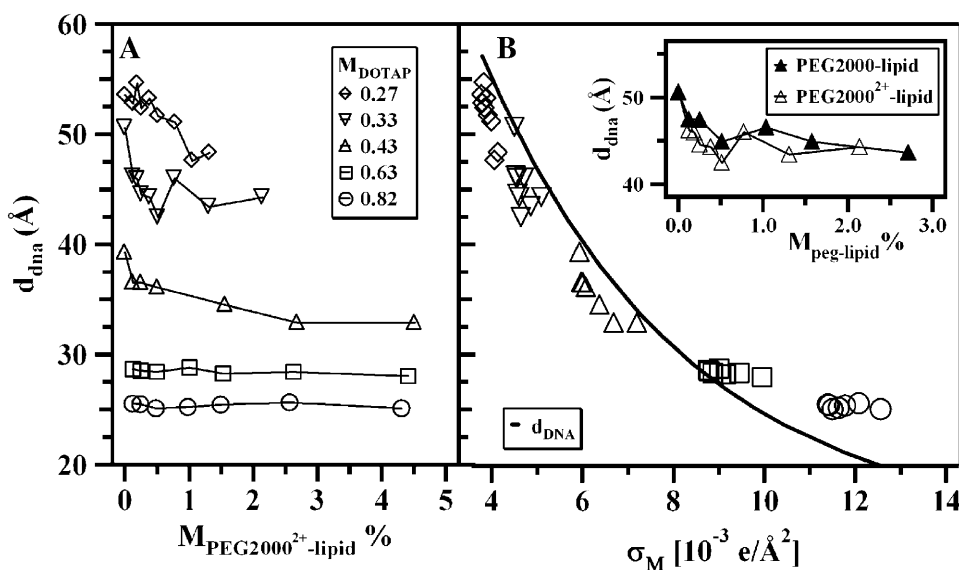 A
M_DOTAP
0.27
0.33
0.43
0.63
0.82
60
50
40
30
20
d_dna (Å)
0
1
2
3
4
5
M_PEG2000²⁺-lipid %
B
d_DNA
4
6
8
10
12
14
σ_M [10⁻³ e/Å²]
PEG2000-lipid
PEG2000²⁺-lipid
d_dna (Å)
50
40
0.0
1.0
2.0
3.0
M_peg-lipid%